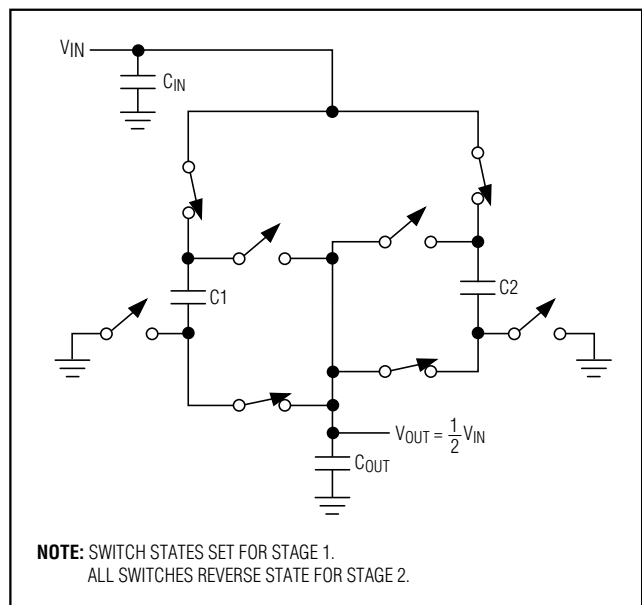 VIN
CIN
C1
C2
VOUT = 1/2 VIN
COUT
NOTE: SWITCH STATES SET FOR STAGE 1.
ALL SWITCHES REVERSE STATE FOR STAGE 2.